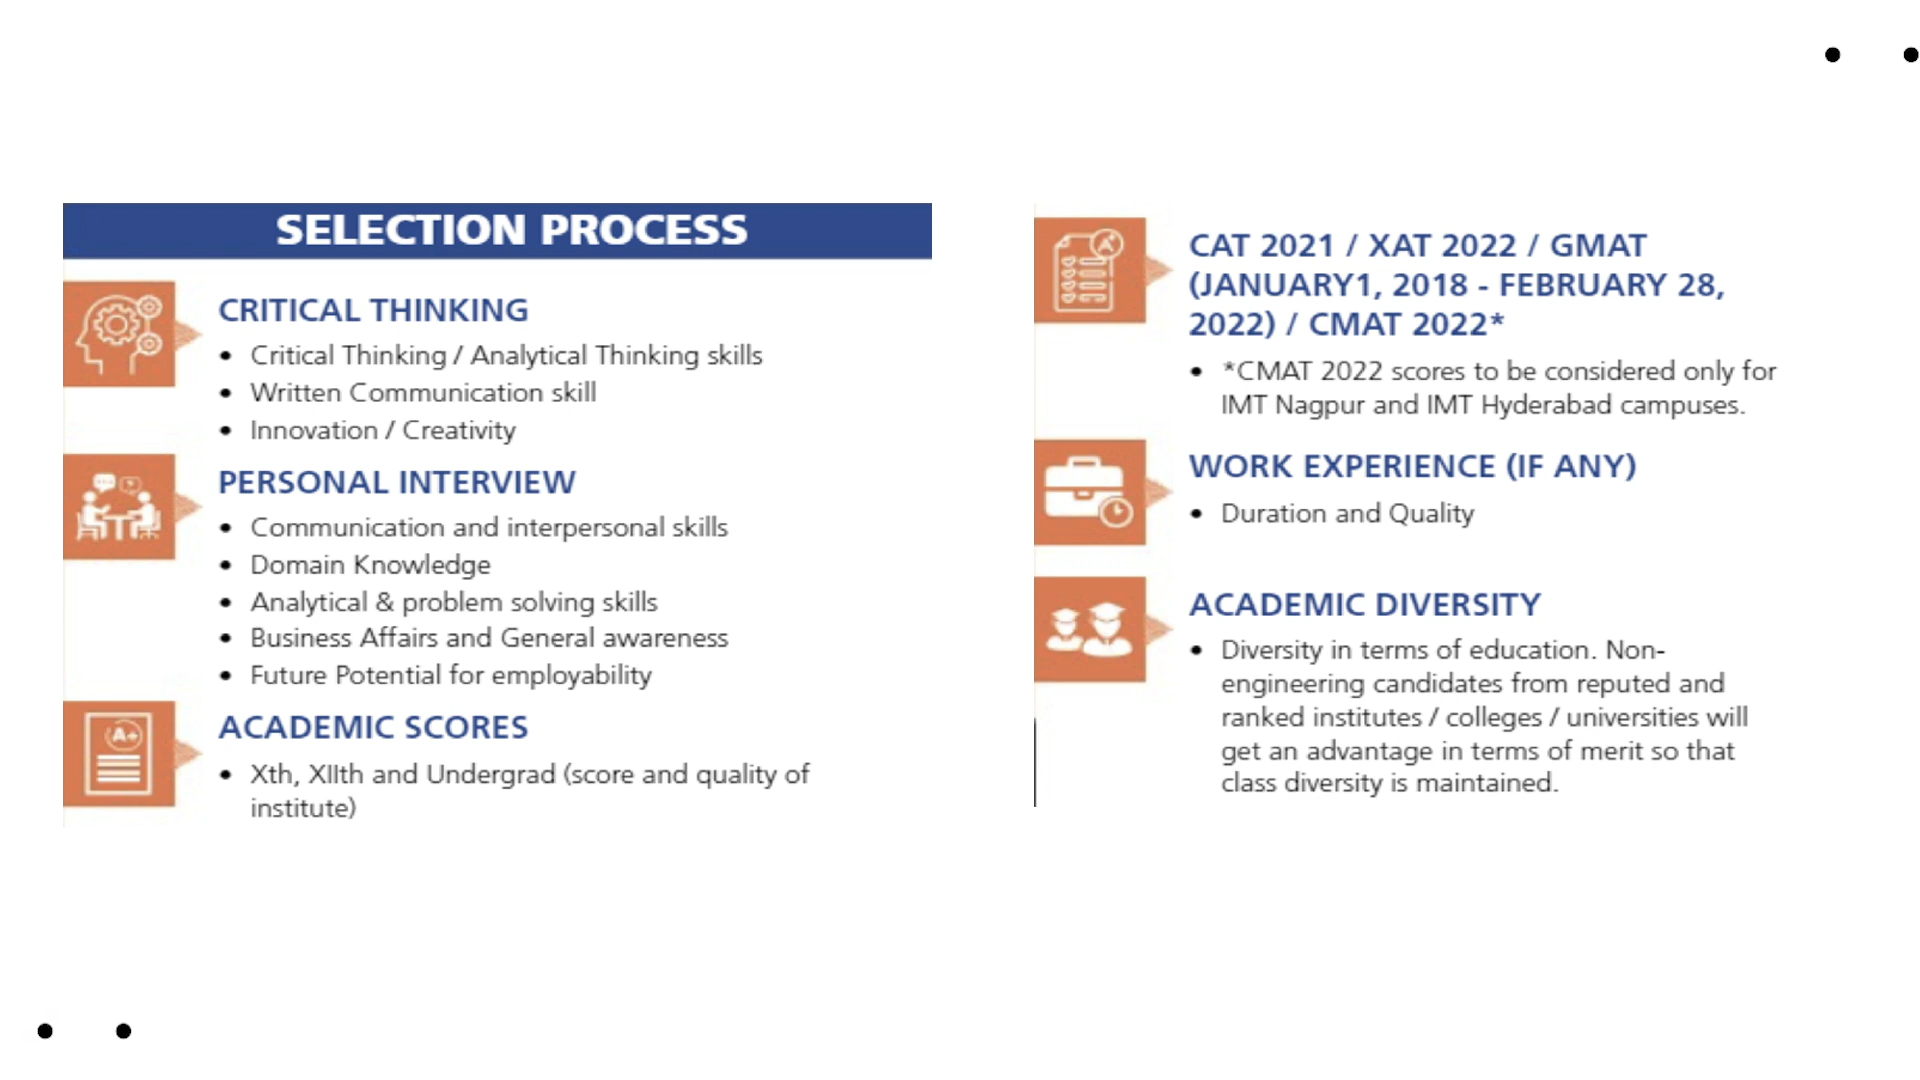 SELECTION PROCESS
CRITICAL THINKING
• Critical Thinking / Analytical Thinking skills
• Written Communication skill
• Innovation / Creativity
PERSONAL INTERVIEW
• Communication and interpersonal skills
• Domain Knowledge
• Analytical & problem solving skills
• Business Affairs and General awareness
• Future Potential for employability
A+
ACADEMIC SCORES
• Xth, XIIth and Undergrad (score and quality of
institute)
A+
CAT 2021 / XAT 2022 / GMAT
(JANUARY1, 2018 - FEBRUARY 28,
2022) / CMAT 2022*
• *CMAT 2022 scores to be considered only for
IMT Nagpur and IMT Hyderabad campuses.
WORK EXPERIENCE (IF ANY)
• Duration and Quality
ACADEMIC DIVERSITY
• Diversity in terms of education. Non-
engineering candidates from reputed and
ranked institutes / colleges / universities will
get an advantage in terms of merit so that
class diversity is maintained.